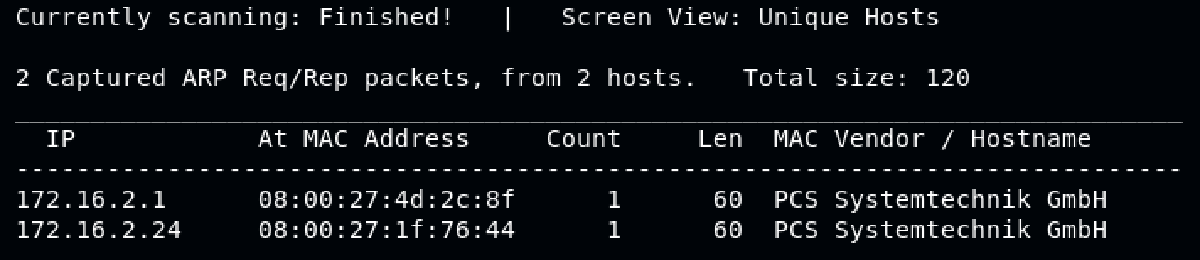 Currently scanning: Finished!   |   Screen View: Unique Hosts
2 Captured ARP Req/Rep packets, from 2 hosts.   Total size: 120
_____________________________________________________________________________
  IP            At MAC Address     Count     Len  MAC Vendor / Hostname
-----------------------------------------------------------------------------
172.16.2.1      08:00:27:4d:2c:8f      1      60  PCS Systemtechnik GmbH
172.16.2.24     08:00:27:1f:76:44      1      60  PCS Systemtechnik GmbH